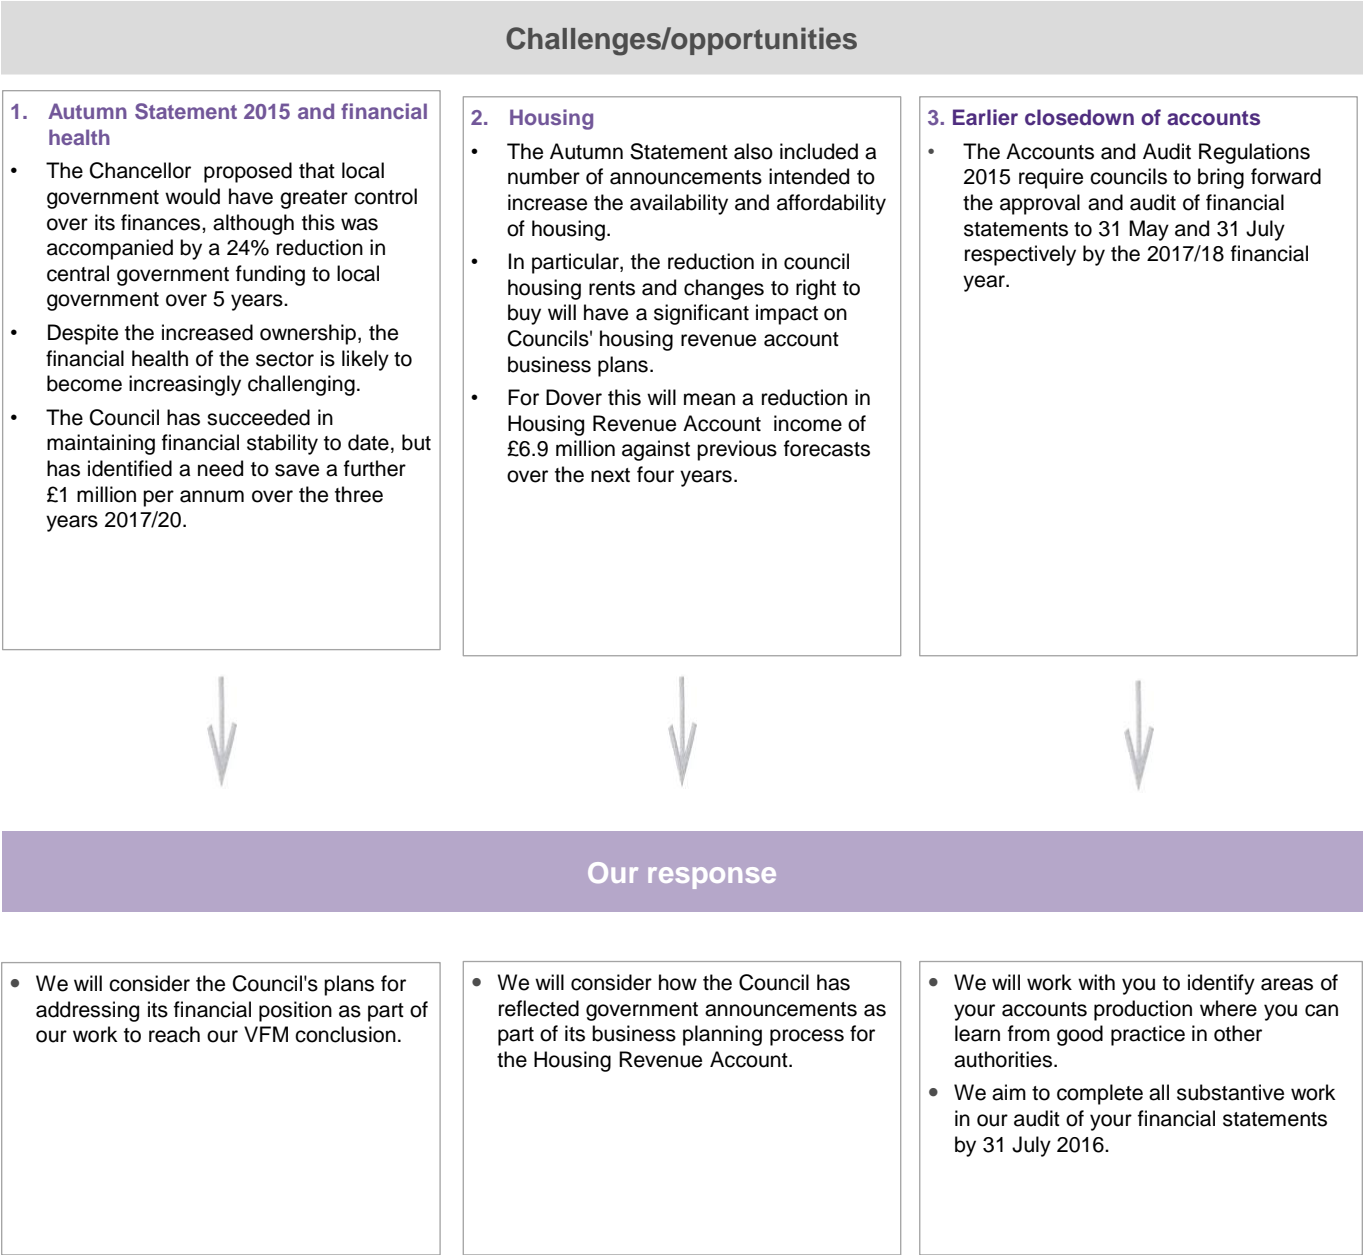 Challenges/opportunities
1. Autumn Statement 2015 and financial
health
• The Chancellor proposed that local
government would have greater control
over its finances, although this was
accompanied by a 24% reduction in
central government funding to local
government over 5 years.
• Despite the increased ownership, the
financial health of the sector is likely to
become increasingly challenging.
• The Council has succeeded in
maintaining financial stability to date, but
has identified a need to save a further
£1 million per annum over the three
years 2017/20.
2. Housing
• The Autumn Statement also included a
number of announcements intended to
increase the availability and affordability
of housing.
• In particular, the reduction in council
housing rents and changes to right to
buy will have a significant impact on
Councils' housing revenue account
business plans.
• For Dover this will mean a reduction in
Housing Revenue Account income of
£6.9 million against previous forecasts
over the next four years.
3. Earlier closedown of accounts
• The Accounts and Audit Regulations
2015 require councils to bring forward
the approval and audit of financial
statements to 31 May and 31 July
respectively by the 2017/18 financial
year.
Our response
• We will consider the Council's plans for
addressing its financial position as part of
our work to reach our VFM conclusion.
• We will consider how the Council has
reflected government announcements as
part of its business planning process for
the Housing Revenue Account.
• We will work with you to identify areas of
your accounts production where you can
learn from good practice in other
authorities.
• We aim to complete all substantive work
in our audit of your financial statements
by 31 July 2016.